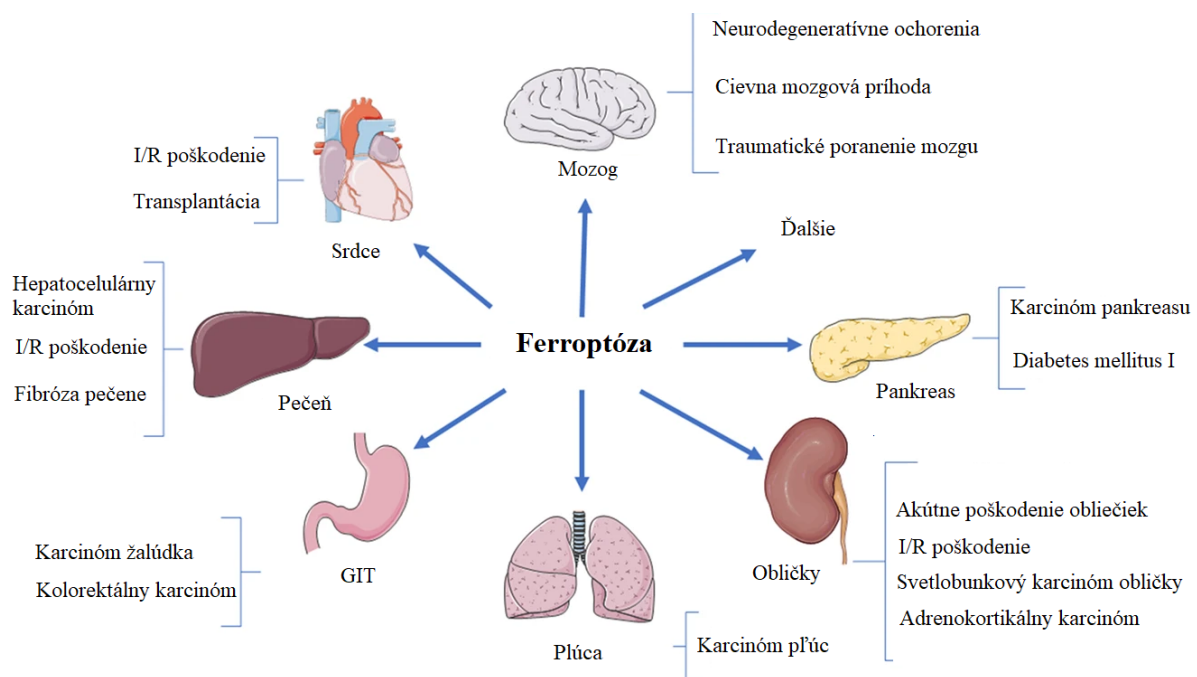 Neurodegeneratívne ochorenia
Cievna mozgová príhoda
Traumatické poranenie mozgu
Mozog
I/R poškodenie
Transplantácia
Srdce
Ďalšie
Hepatocelulárny
karcinóm
I/R poškodenie
Fibróza pečene
Pečeň
Ferroptóza
Karcinóm pankreasu
Diabetes mellitus I
Pankreas
Karcinóm žalúdka
Kolorektálny karcinóm
GIT
Plúca
Karcinóm pľúc
Obličky
Akútne poškodenie obliečiek
I/R poškodenie
Svetlobunkový karcinóm obličky
Adrenokortikálny karcinóm